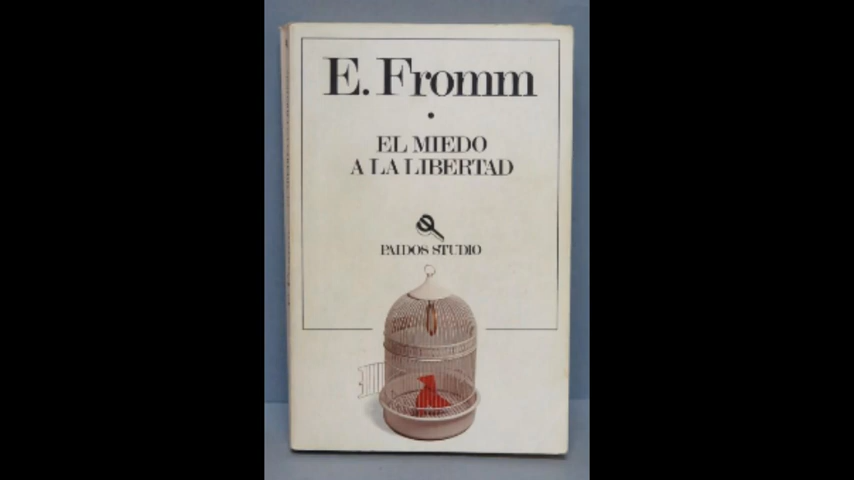 E. Fromm
•
EL MIEDO
A LA LIBERTAD
PAIDOS STUDIO